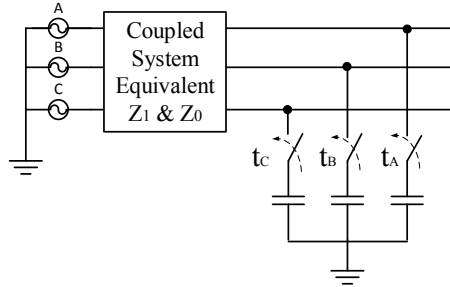 A
B
C
Coupled
System
Equivalent
Z1 & Z0
tC
tB
tA